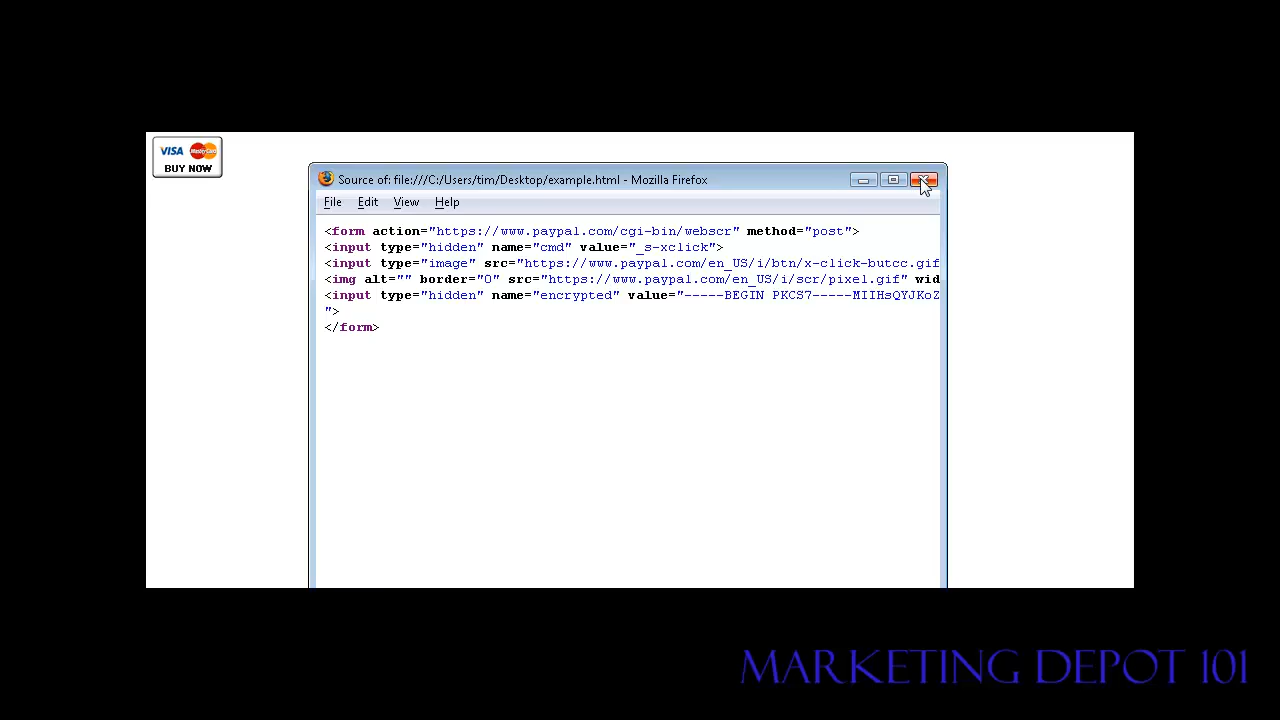 VISA MasterCard
BUY NOW
Source of: file:///C:/Users/tim/Desktop/example.html - Mozilla Firefox
File Edit View Help
<form action="https://www.paypal.com/cgi-bin/webscr" method="post">
<input type="hidden" name="cmd" value="_s-xclick">
<input type="image" src="https://www.paypal.com/en_US/i/btn/x-click-butcc.gif
<img alt="" border="0" src="https://www.paypal.com/en_US/i/scr/pixel.gif" wid
<input type="hidden" name="encrypted" value="-----BEGIN PKCS7-----MIIHsQYJKoZ
">
</form>
MARKETING DEPOT 101